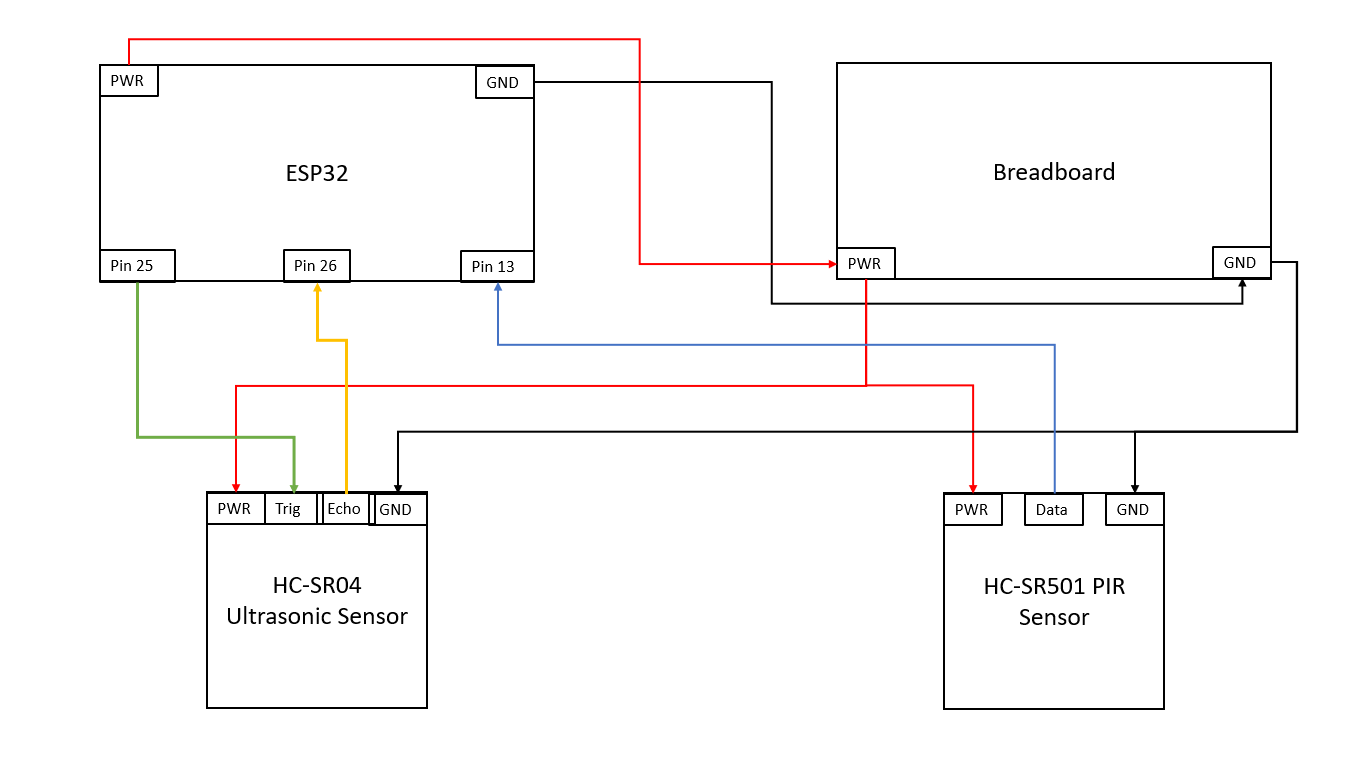 PWR
GND
ESP32
Breadboard
Pin 25
Pin 26
Pin 13
PWR
GND
PWR
Trig
Echo
GND
PWR
Data
GND
HC-SR04
Ultrasonic Sensor
HC-SR501 PIR
Sensor